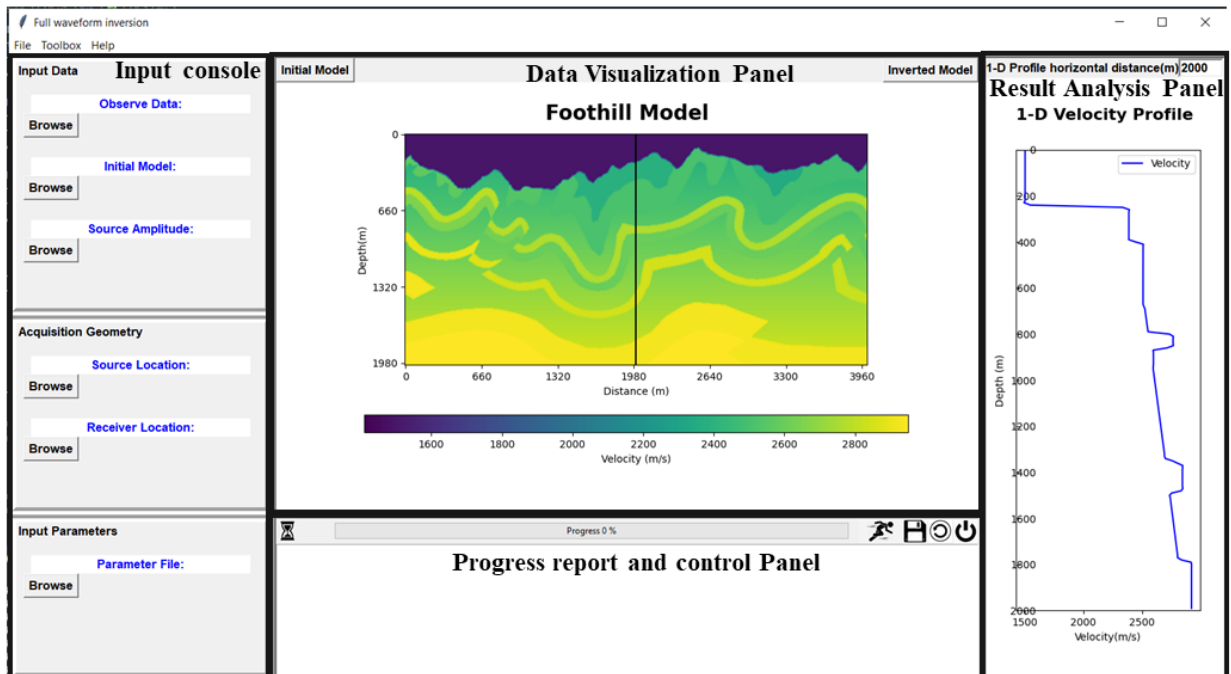 Full waveform inversion
File Toolbox Help
Input Data
Input console
Observe Data:
Browse
Initial Model:
Browse
Source Amplitude:
Browse
Acquisition Geometry
Source Location:
Browse
Receiver Location:
Browse
Input Parameters
Parameter File:
Browse
Initial Model
Data Visualization Panel
Inverted Model
Foothill Model
0
660
1320
1980
Depth(m)
0 660 1320 1980 2640 3300 3960
Distance (m)
1600 1800 2000 2200 2400 2600 2800
Velocity (m/s)
Progress 0 %
Progress report and control Panel
1-D Profile horizontal distance(m) 2000
Result Analysis Panel
1-D Velocity Profile
Velocity
0
200
400
600
800
1000
1200
1400
1600
1800
2000
Depth (m)
1500 2000 2500
Velocity(m/s)